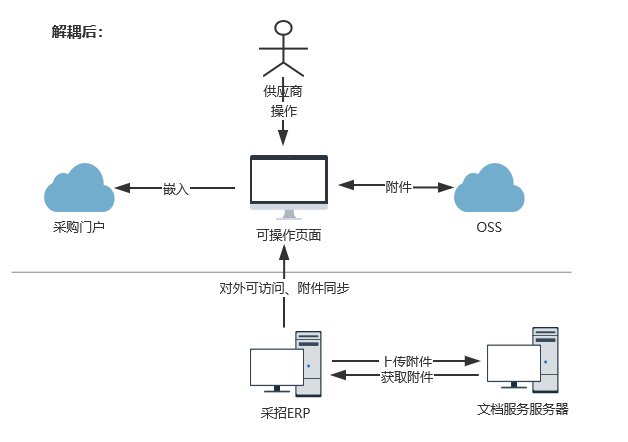 解耦后：
供应商
操作
嵌入
附件
采购门户
可操作页面
OSS
对外可访问、附件同步
上传附件
获取附件
采招ERP
文档服务服务器